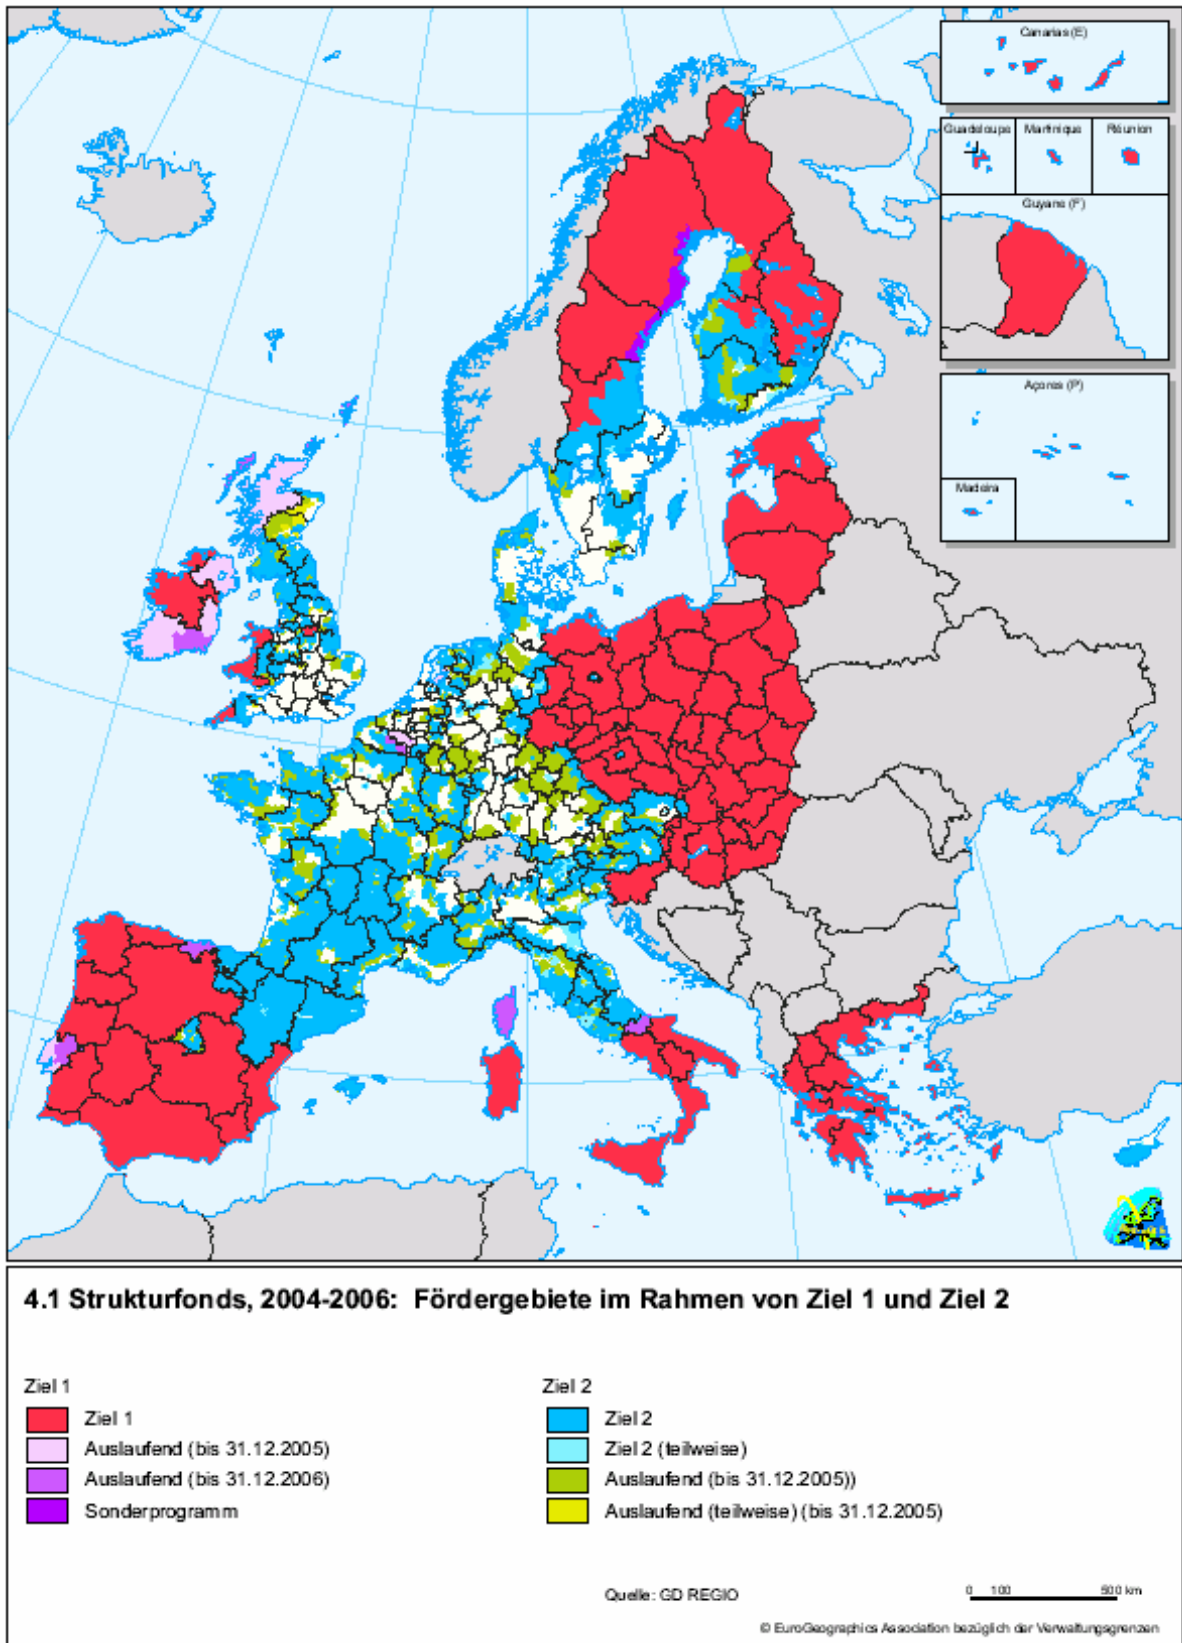 Canarias (E)
Guadeloupe
Martinique
Réunion
Guyane (F)
Açores (P)
Madeira
4.1 Strukturfonds, 2004-2006: Fördergebiete im Rahmen von Ziel 1 und Ziel 2
Ziel 1
Ziel 1
Auslaufend (bis 31.12.2005)
Auslaufend (bis 31.12.2006)
Sonderprogramm
Ziel 2
Ziel 2
Ziel 2 (teilweise)
Auslaufend (bis 31.12.2005))
Auslaufend (teilweise) (bis 31.12.2005)
Quelle: GD REGIO
0 100 500 km
© EuroGeographics Association bezüglich der Verwaltungsgrenzen